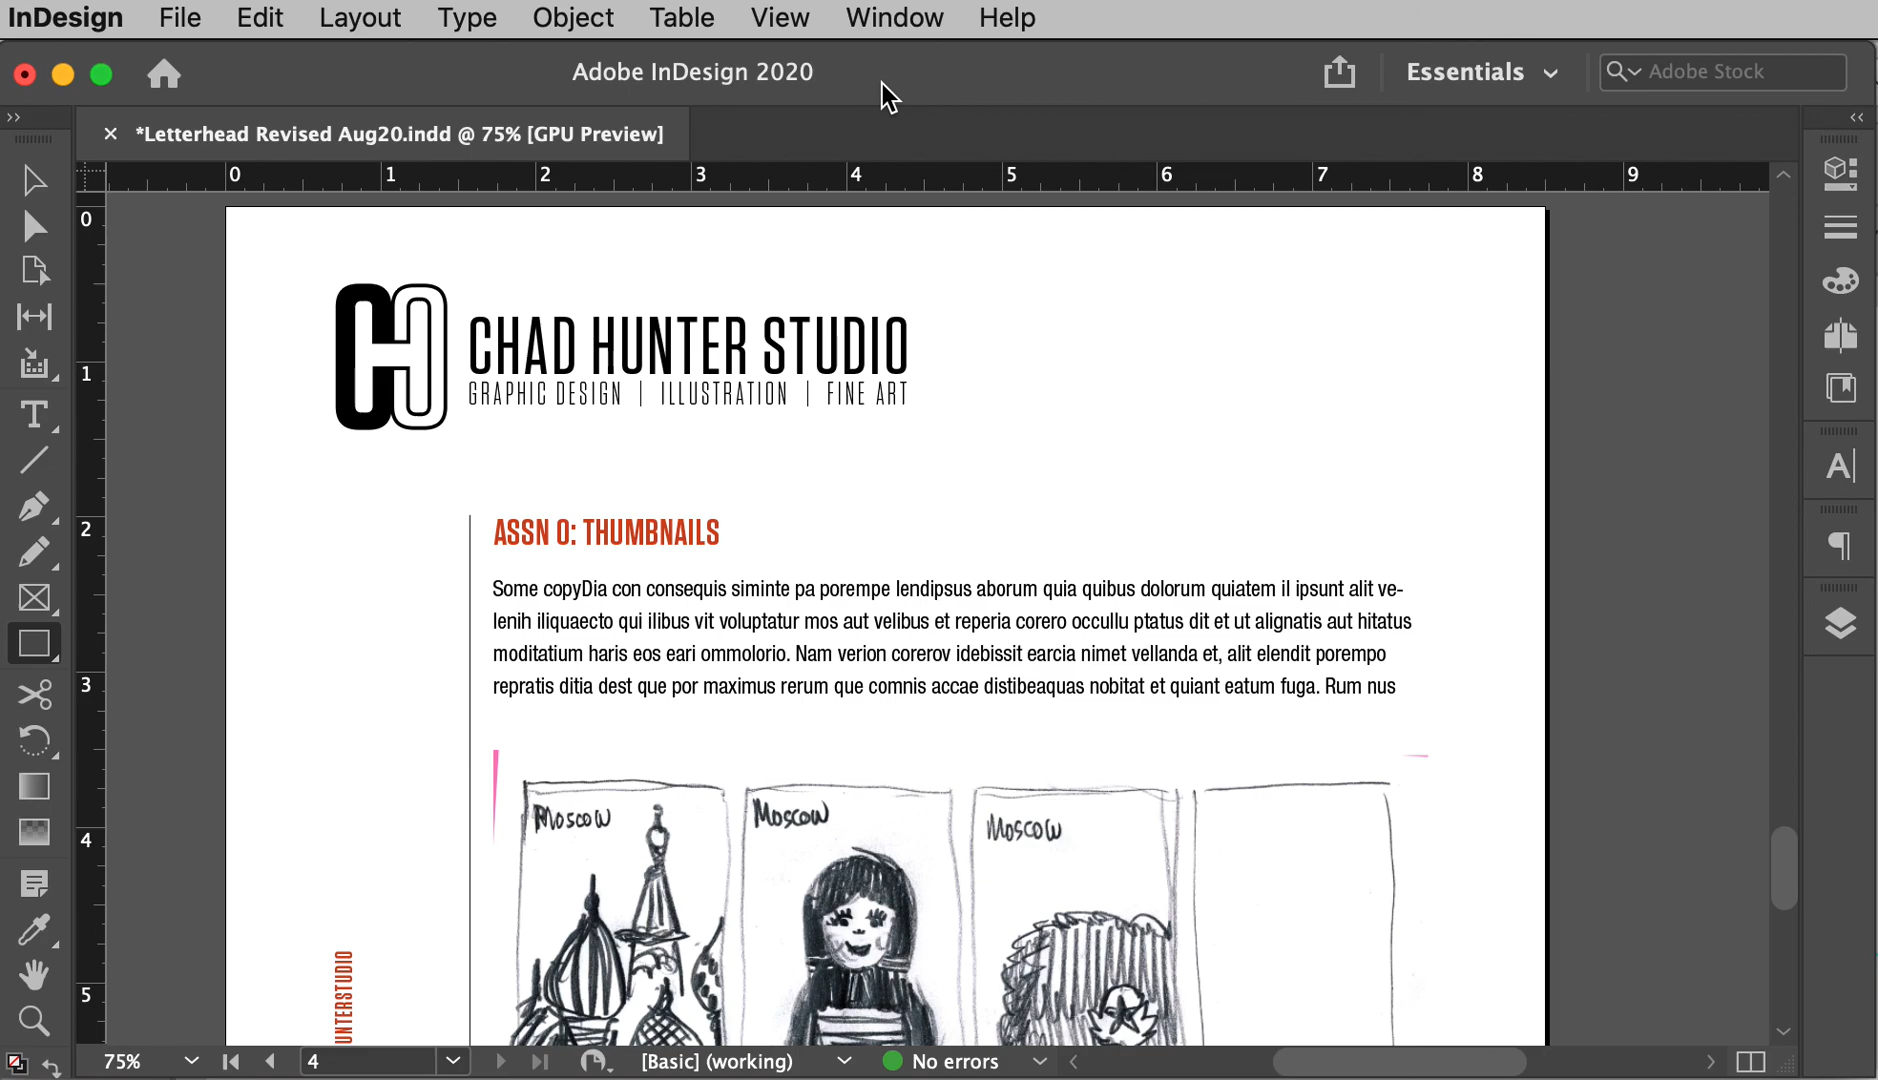 InDesign File Edit Layout Type Object Table View Window Help
Adobe InDesign 2020 Essentials Adobe Stock
*Letterhead Revised Aug20.indd @ 75% [GPU Preview]
0 1 2 3 4 5 6 7 8 9
0
1
2
3
4
5
CHAD HUNTER STUDIO
GRAPHIC DESIGN | ILLUSTRATION | FINE ART
ASSN 0: THUMBNAILS
Some copyDia con consequis siminte pa porempe lendipsus aborum quia quibus dolorum quiatem il ipsunt alit ve-
lenih iliquaecto qui ilibus vit voluptatur mos aut velibus et reperia corero occullu ptatus dit et ut alignatis aut hitatus
moditatium haris eos eari ommolorio. Nam verion corerov idebissit earcia nimet vellanda et, alit elendit porempo
repratis ditia dest que por maximus rerum que comnis accae distibeaquas nobitat et quiant eatum fuga. Rum nus
Moscow Moscow Moscow
UNTERSTUDIO
75% 4 [Basic] (working) No errors